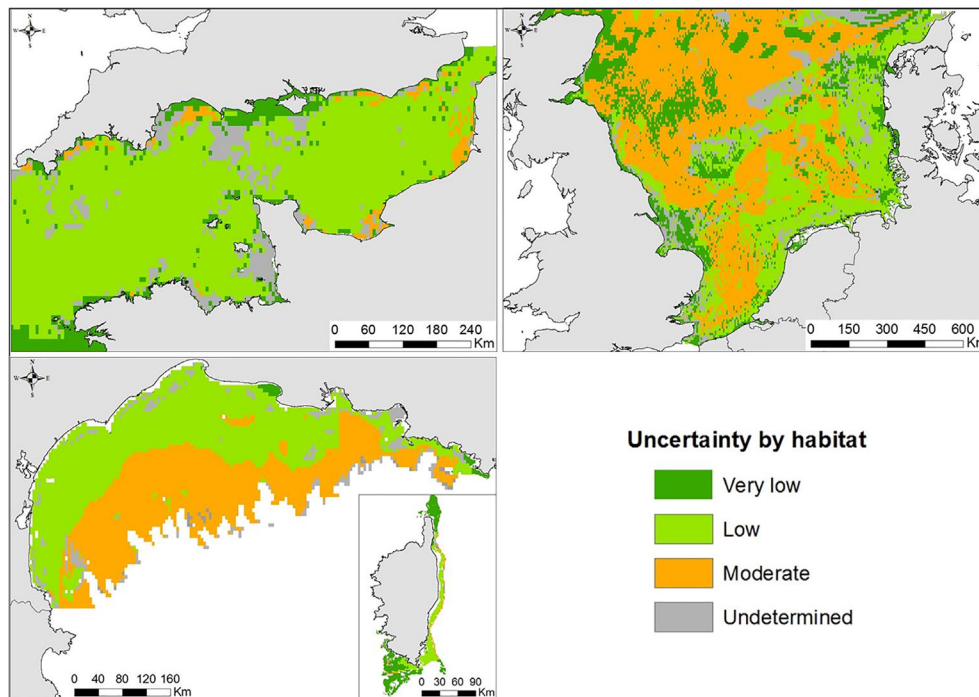 N
W E
S
0 60 120 180 240
Km
N
W E
S
0 150 300 450 600
Km
N
W E
S
0 40 80 120 160
Km
0 30 60 90
Km
Uncertainty by habitat
Very low
Low
Moderate
Undetermined